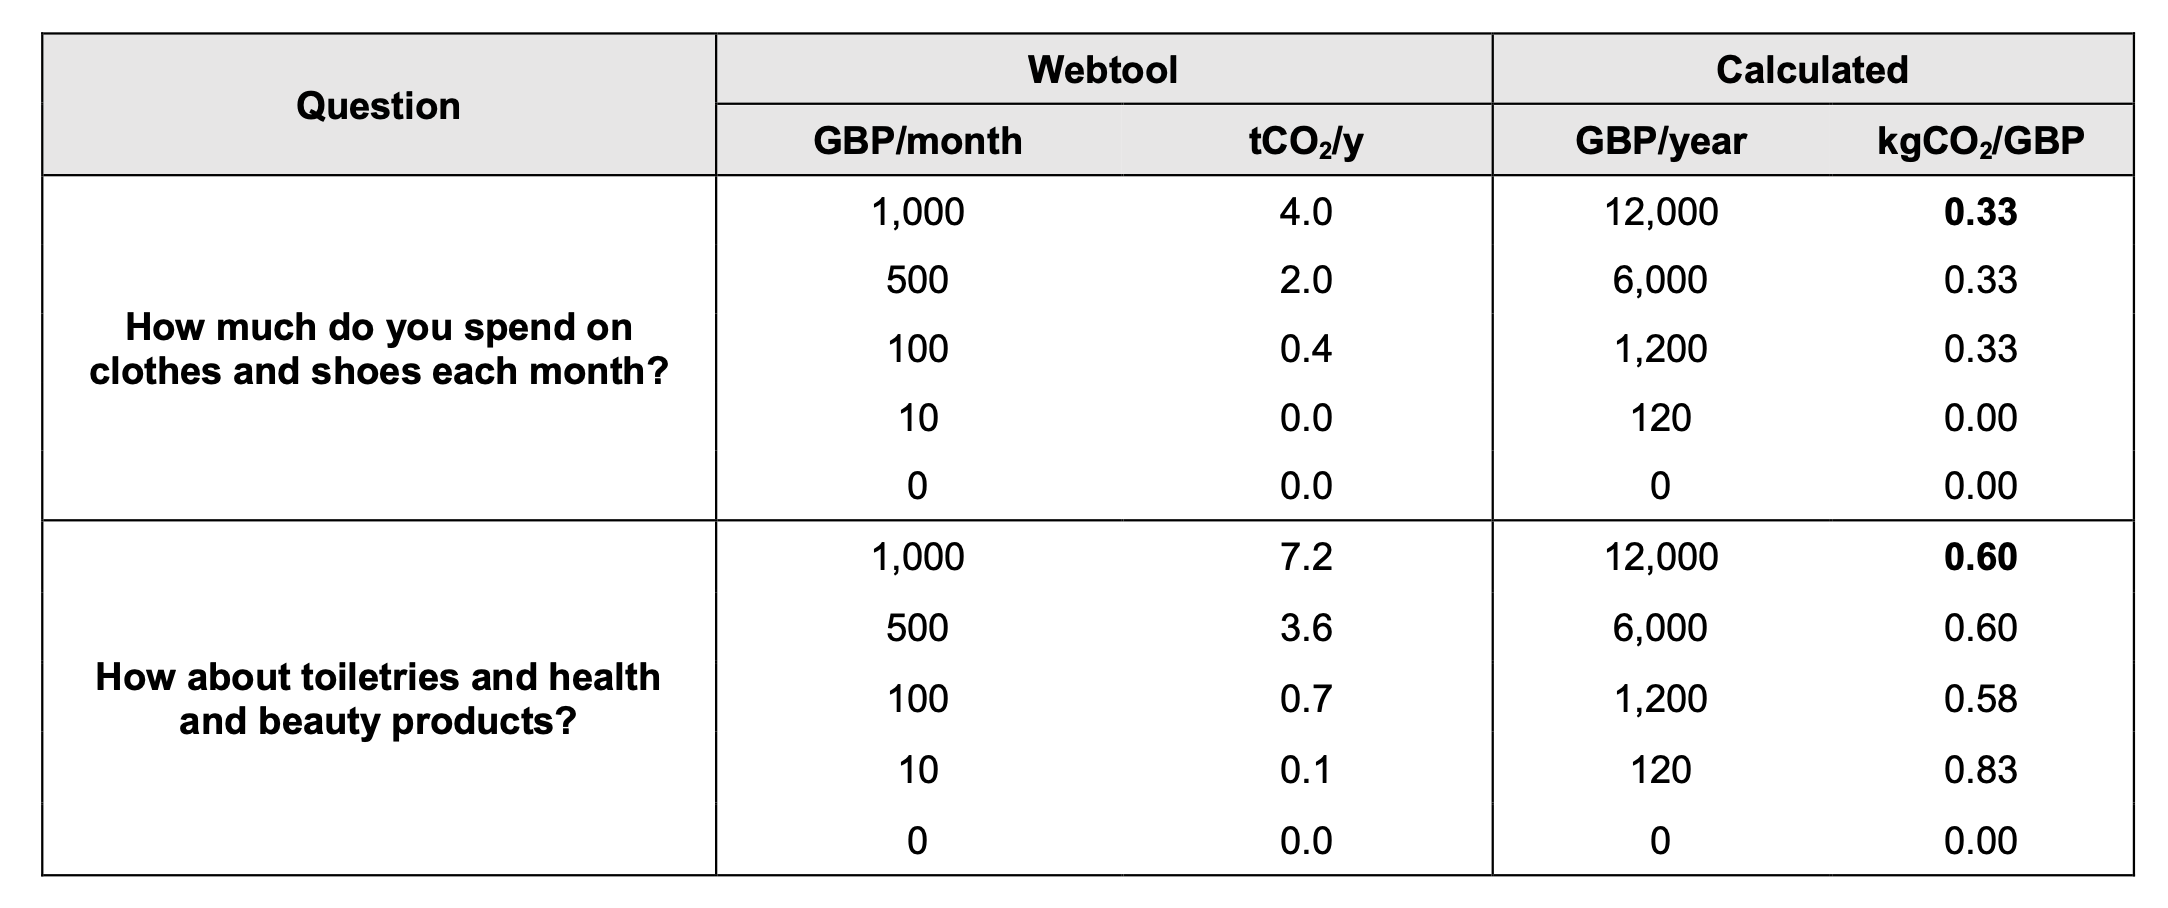 Question Webtool Calculated
GBP/month tCO₂/y GBP/year kgCO₂/GBP
How much do you spend on
clothes and shoes each month?
1,000 4.0 12,000 0.33
500 2.0 6,000 0.33
100 0.4 1,200 0.33
10 0.0 120 0.00
0 0.0 0 0.00
How about toiletries and health
and beauty products?
1,000 7.2 12,000 0.60
500 3.6 6,000 0.60
100 0.7 1,200 0.58
10 0.1 120 0.83
0 0.0 0 0.00